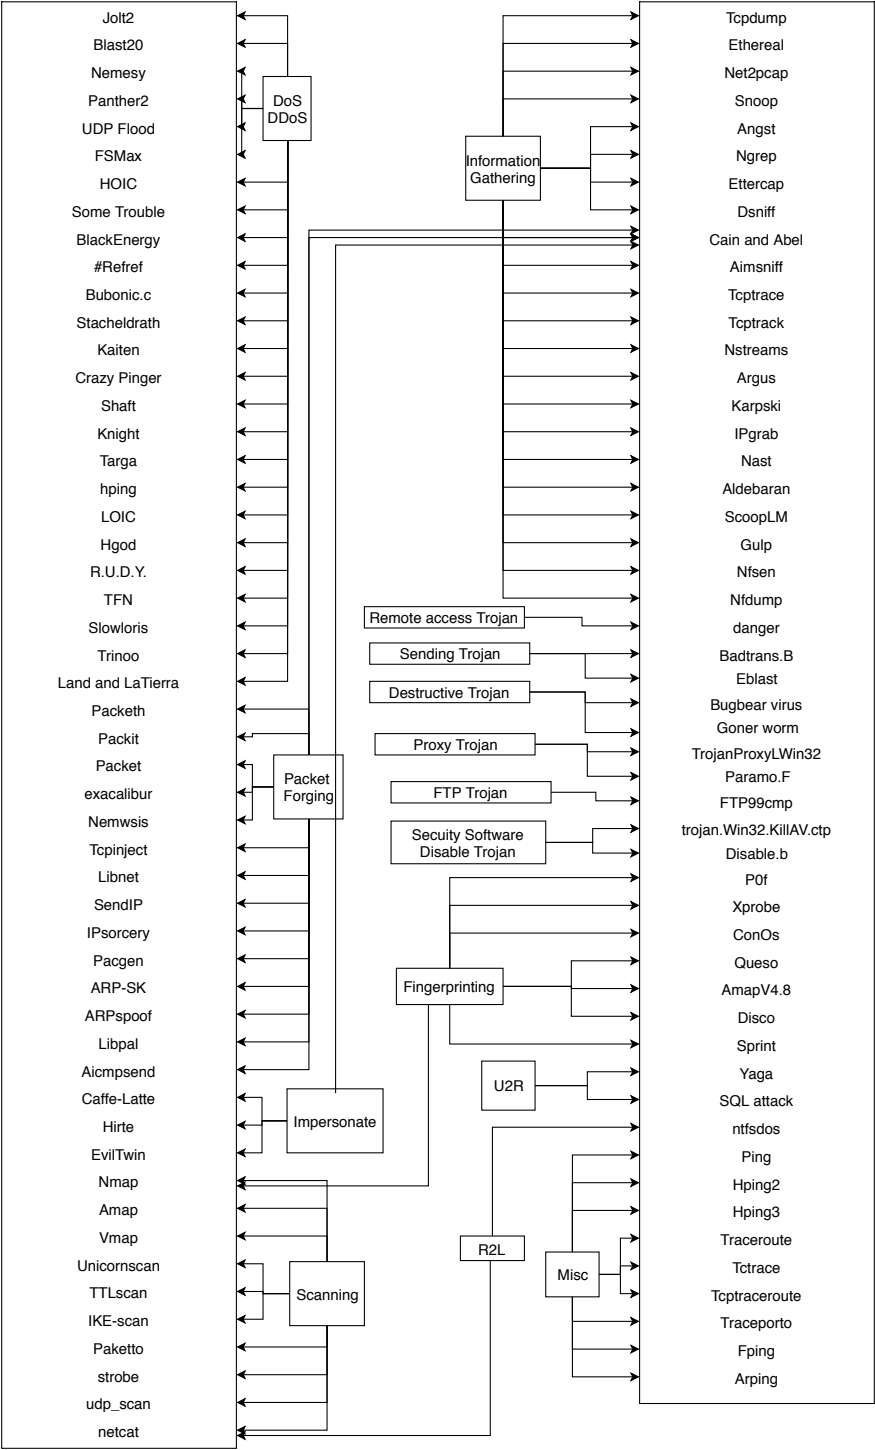 Jolt2
Blast20
Nemesy
Panther2
UDP Flood
FSMax
HOIC
Some Trouble
BlackEnergy
#Refref
Bubonic.c
Stacheldrath
Kaiten
Crazy Pinger
Shaft
Knight
Targa
hping
LOIC
Hgod
R.U.D.Y.
TFN
Slowloris
Trinoo
Land and LaTierra
Packeth
Packit
Packet
exacalibur
Nemwsis
Tcpinject
Libnet
SendIP
IPsorcery
Pacgen
ARP-SK
ARPspoof
Libpal
Aicmpsend
Caffe-Latte
Hirte
EvilTwin
Nmap
Amap
Vmap
Unicornscan
TTLscan
IKE-scan
Paketto
strobe
udp_scan
netcat
DoS
DDoS
Packet
Forging
Impersonate
Scanning
Information
Gathering
Remote access Trojan
Sending Trojan
Destructive Trojan
Proxy Trojan
FTP Trojan
Secuity Software
Disable Trojan
Fingerprinting
U2R
R2L
Misc
Tcpdump
Ethereal
Net2pcap
Snoop
Angst
Ngrep
Ettercap
Dsniff
Cain and Abel
Aimsniff
Tcptrace
Tcptrack
Nstreams
Argus
Karpski
IPgrab
Nast
Aldebaran
ScoopLM
Gulp
Nfsen
Nfdump
danger
Badtrans.B
Eblast
Bugbear virus
Goner worm
TrojanProxyLWin32
Paramo.F
FTP99cmp
trojan.Win32.KillAV.ctp
Disable.b
P0f
Xprobe
ConOs
Queso
AmapV4.8
Disco
Sprint
Yaga
SQL attack
ntfsdos
Ping
Hping2
Hping3
Traceroute
Tctrace
Tcptraceroute
Traceporto
Fping
Arping